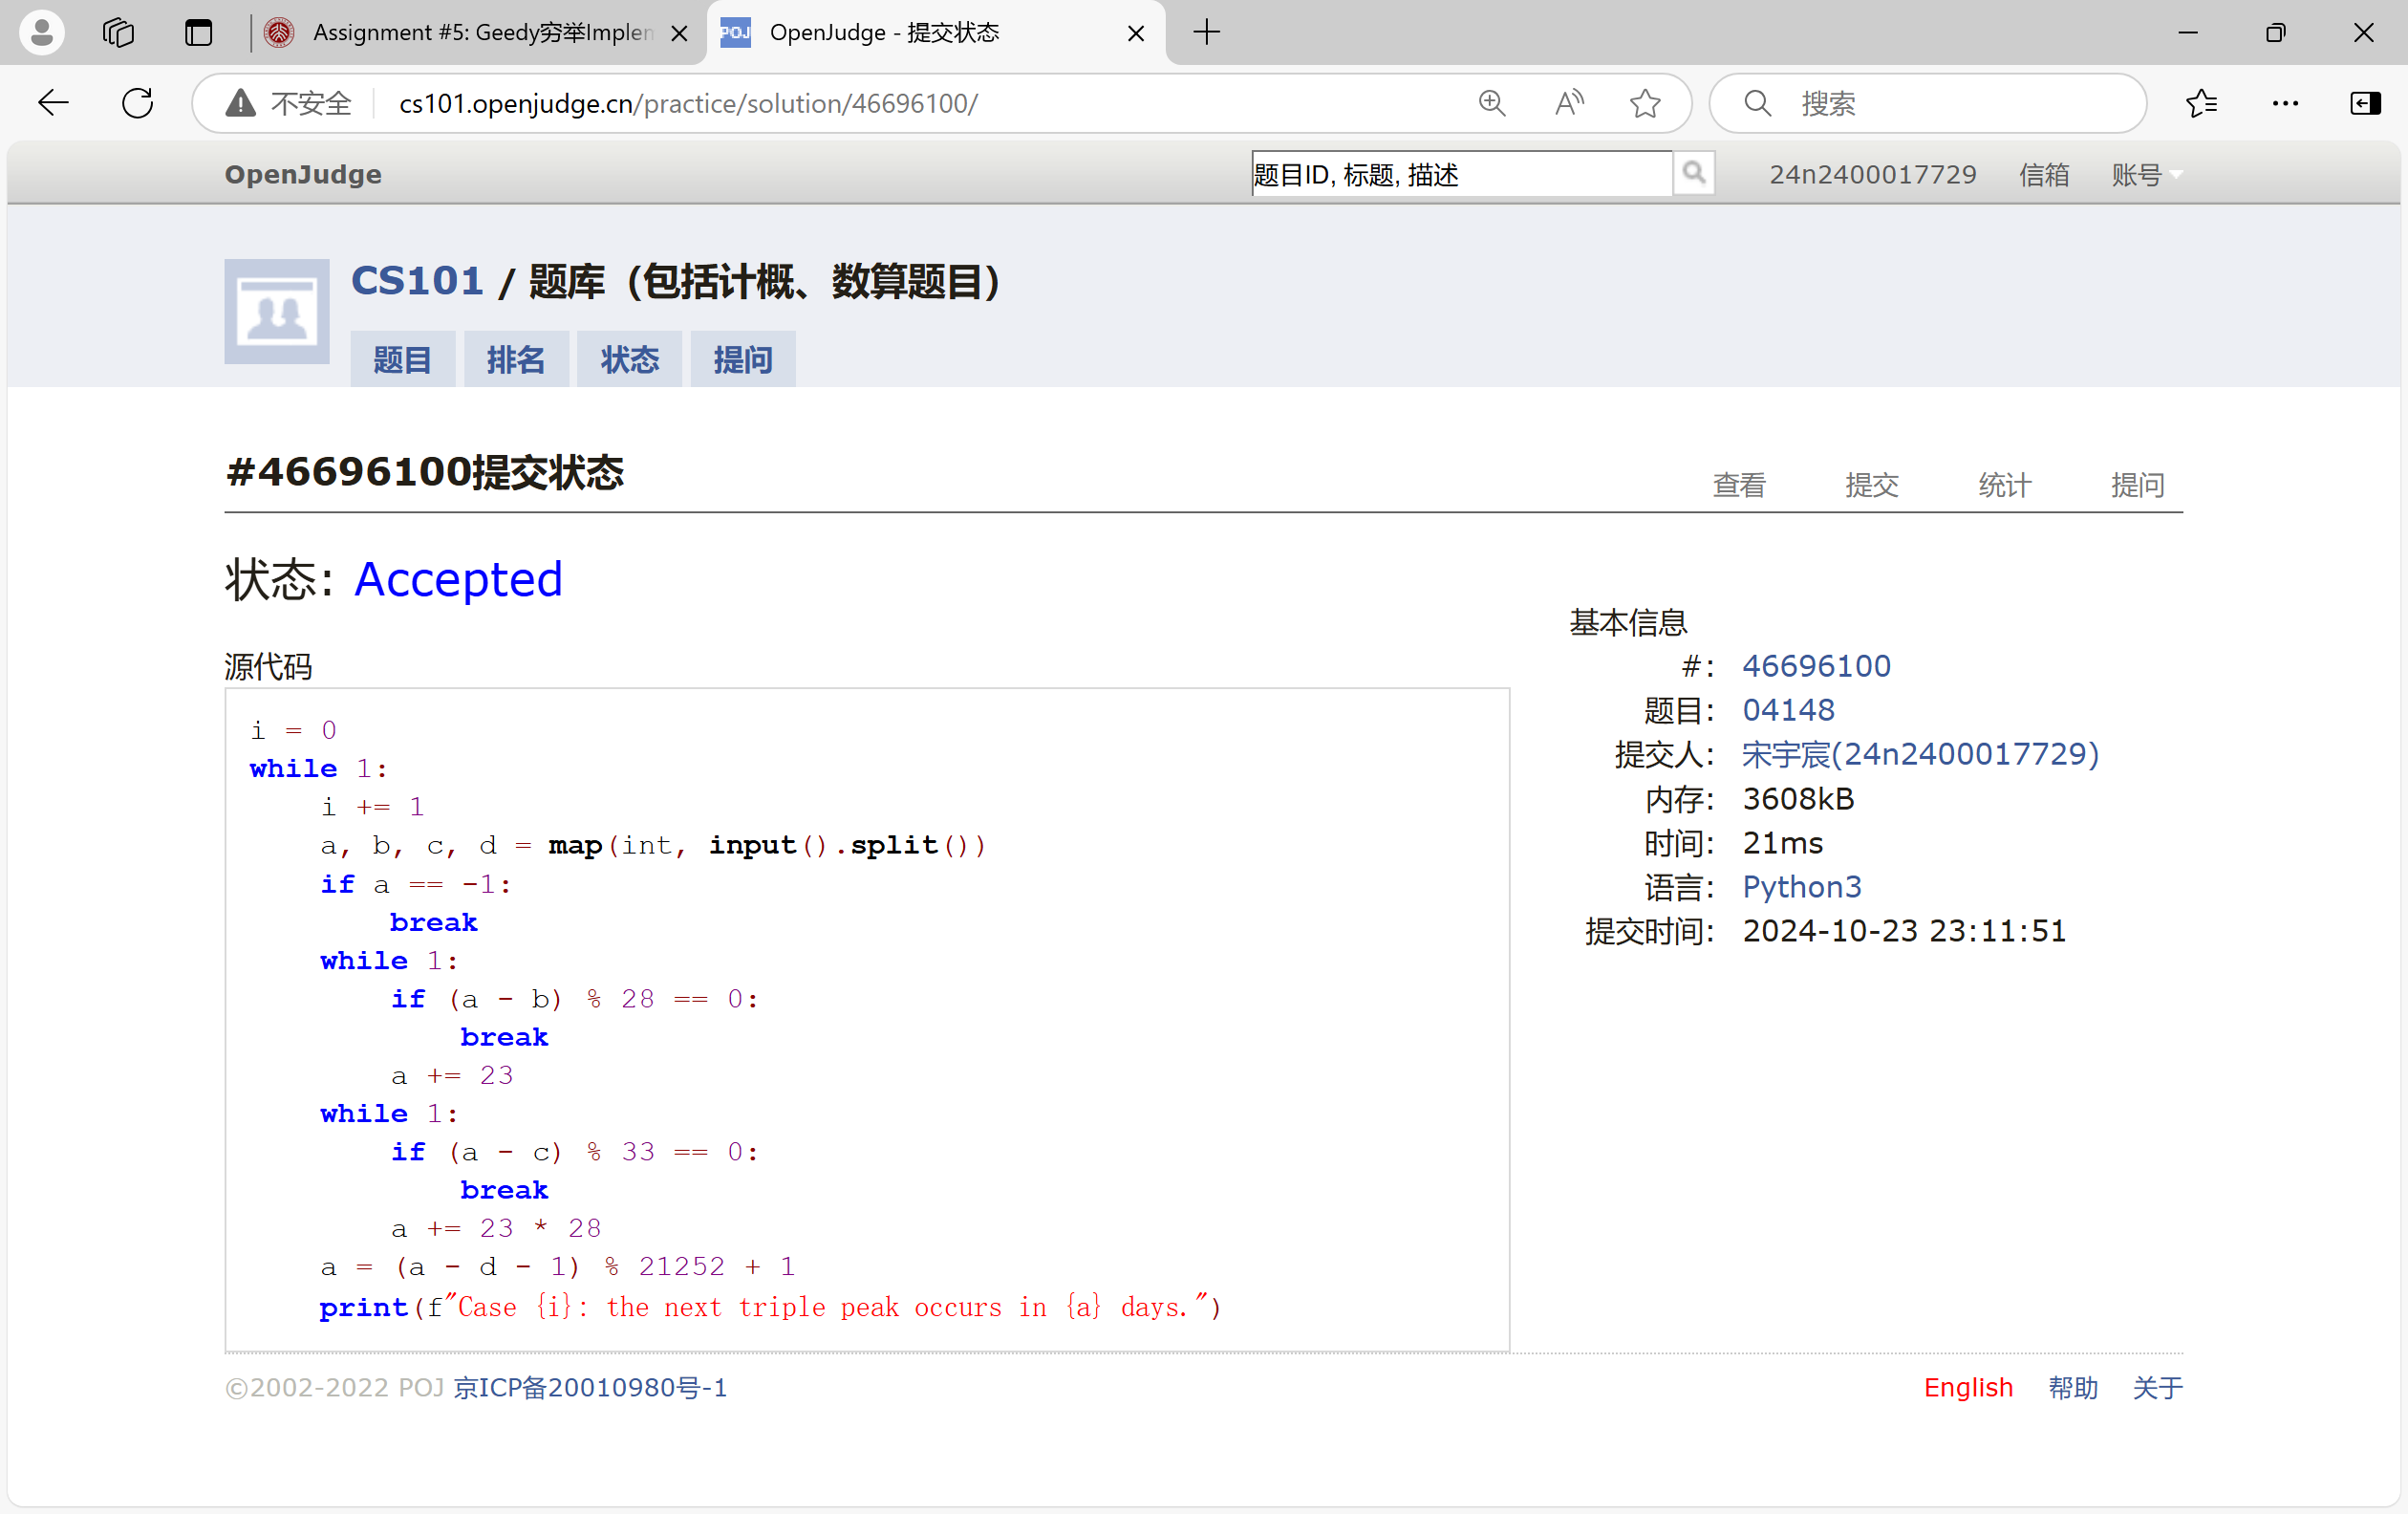 Assignment #5: Geedy穷举Implen
OpenJudge - 提交状态
不安全
cs101.openjudge.cn/practice/solution/46696100/
搜索
OpenJudge
题目ID, 标题, 描述
24n2400017729 信箱 账号
CS101 / 题库（包括计概、数算题目）
题目 排名 状态 提问
#46696100提交状态
查看 提交 统计 提问
状态: Accepted
源代码
i = 0
while 1:
    i += 1
    a, b, c, d = map(int, input().split())
    if a == -1:
        break
    while 1:
        if (a - b) % 28 == 0:
            break
        a += 23
    while 1:
        if (a - c) % 33 == 0:
            break
        a += 23 * 28
    a = (a - d - 1) % 21252 + 1
    print(f"Case {i}: the next triple peak occurs in {a} days.")
基本信息
#: 46696100
题目: 04148
提交人: 宋宇宸(24n2400017729)
内存: 3608kB
时间: 21ms
语言: Python3
提交时间: 2024-10-23 23:11:51
©2002-2022 POJ 京ICP备20010980号-1
English 帮助 关于